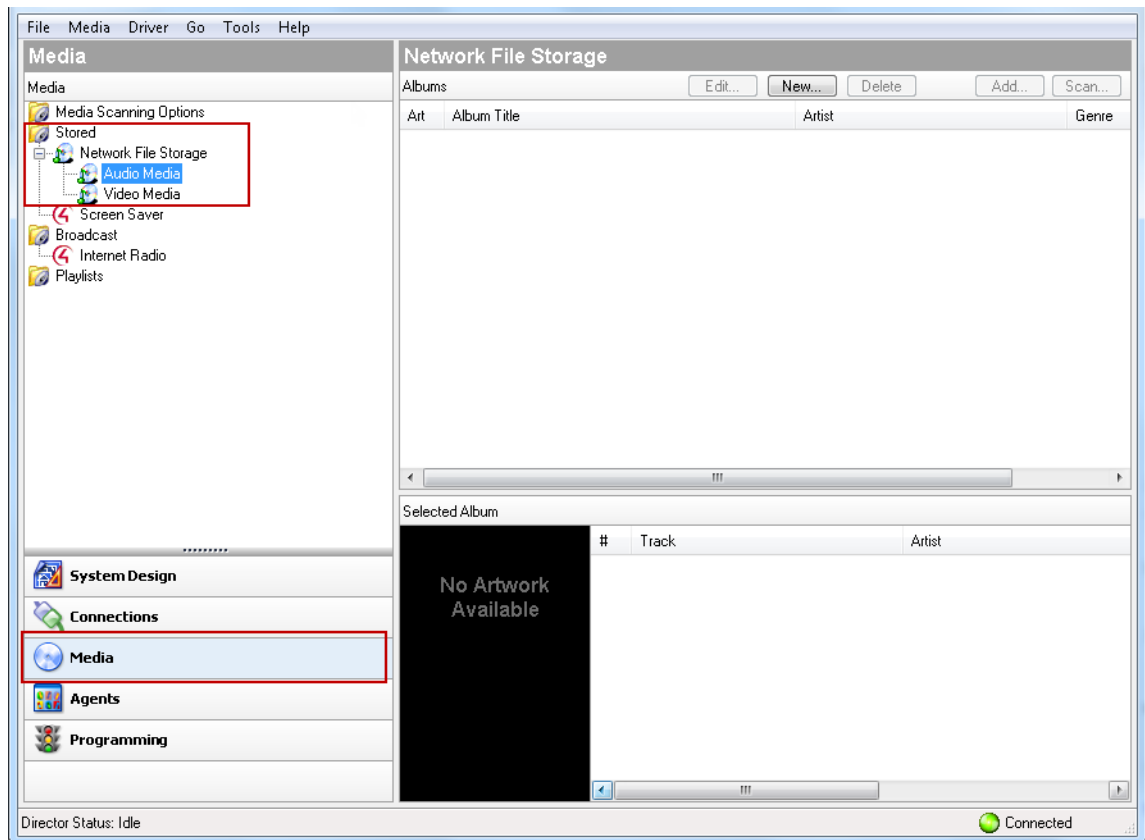 File Media Driver Go Tools Help
Media
Network File Storage
Media
Albums Edit... New... Delete Add... Scan...
Media Scanning Options
Stored
Network File Storage
Audio Media
Video Media
Screen Saver
Broadcast
Internet Radio
Playlists
Art Album Title Artist Genre
Selected Album
# Track Artist
No Artwork
Available
System Design
Connections
Media
Agents
Programming
Director Status: Idle Connected